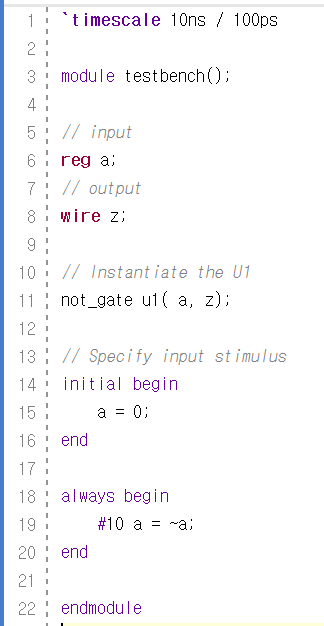 1 `timescale 10ns / 100ps
2
3 module testbench();
4
5 // input
6 reg a;
7 // output
8 wire z;
9
10 // Instantiate the U1
11 not_gate u1( a, z);
12
13 // Specify input stimulus
14 initial begin
15 a = 0;
16 end
17
18 always begin
19 #10 a = ~a;
20 end
21
22 endmodule